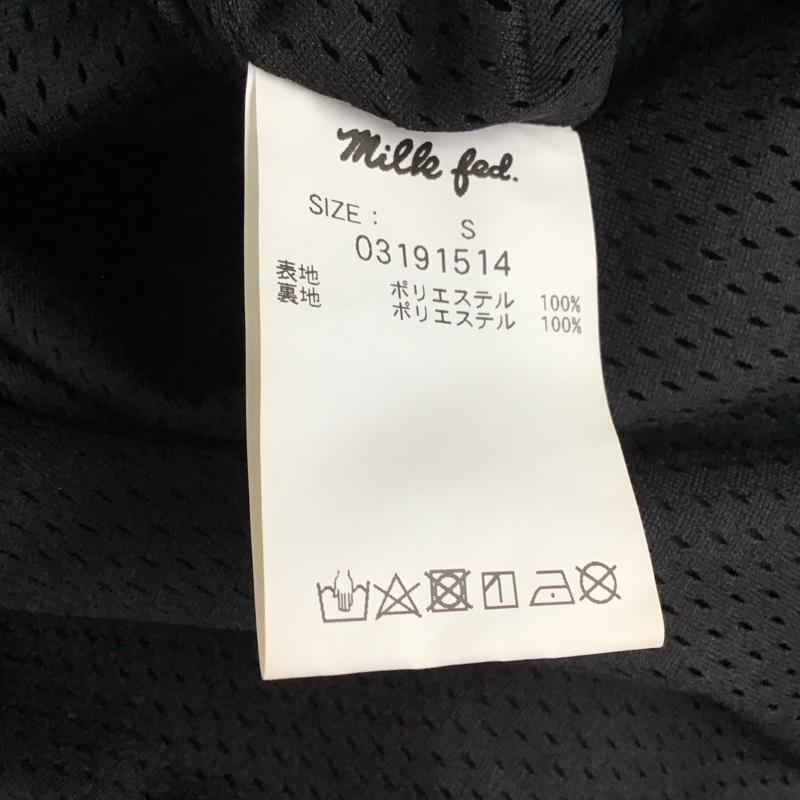 Milk fed.
SIZE : S
03191514
表地 ポリエステル 100%
裏地 ポリエステル 100%